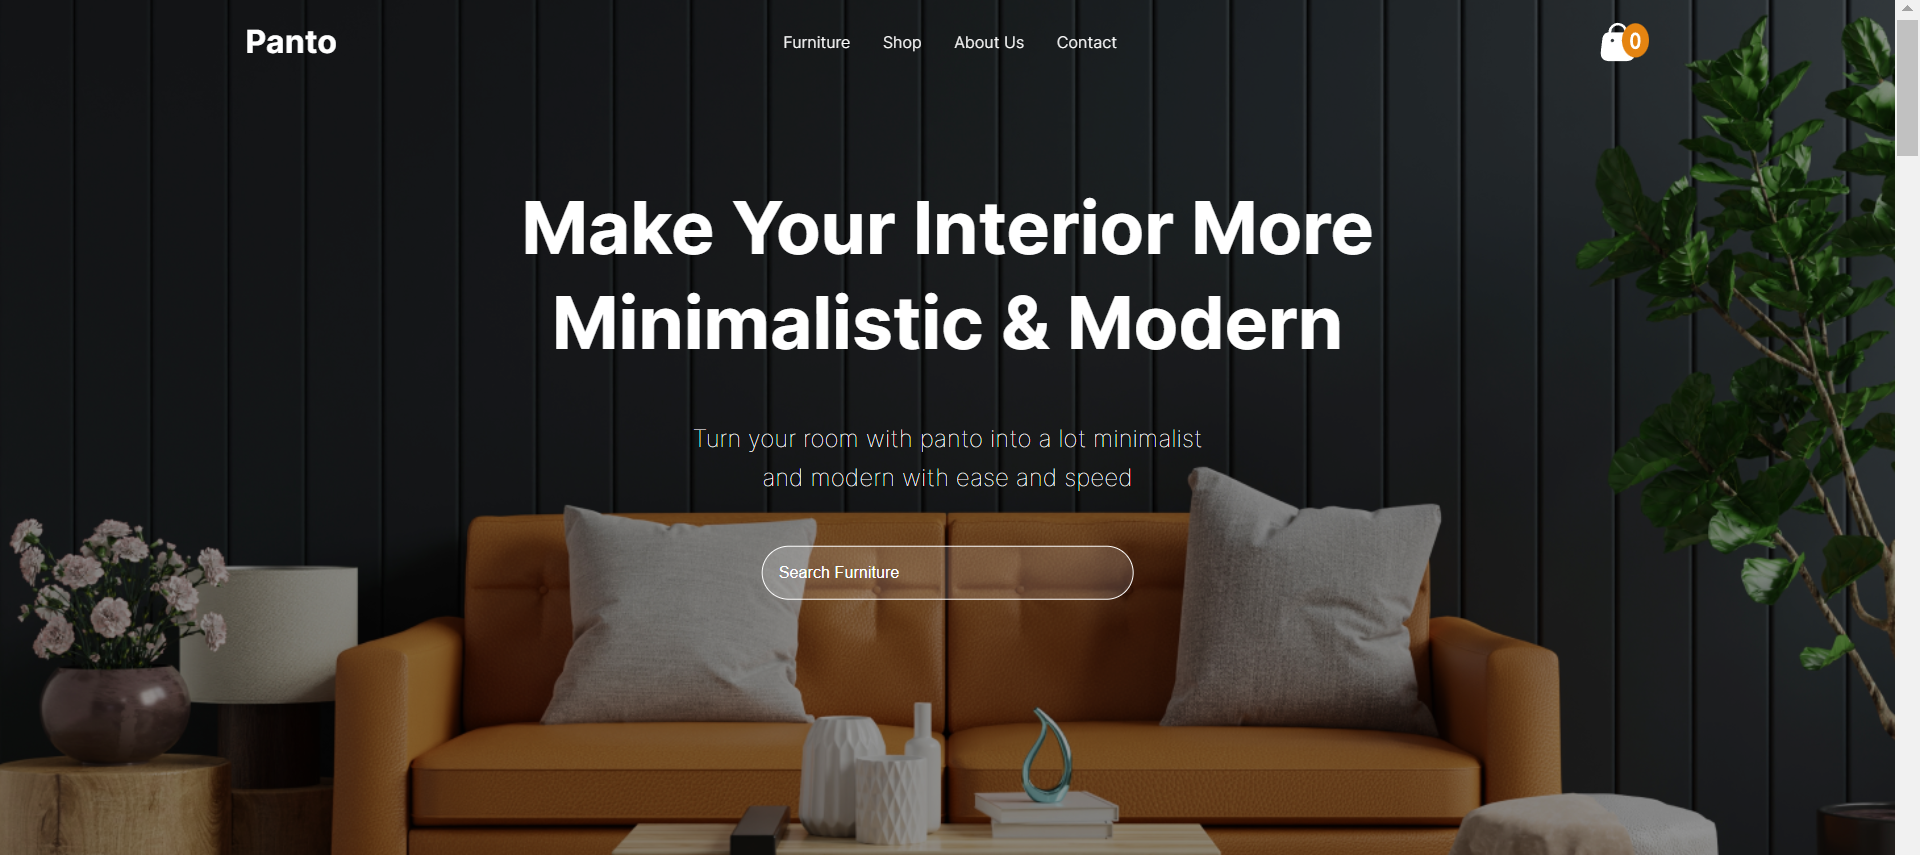 Panto
Furniture Shop About Us Contact
0
Make Your Interior More
Minimalistic & Modern
Turn your room with panto into a lot minimalist
and modern with ease and speed
Search Furniture